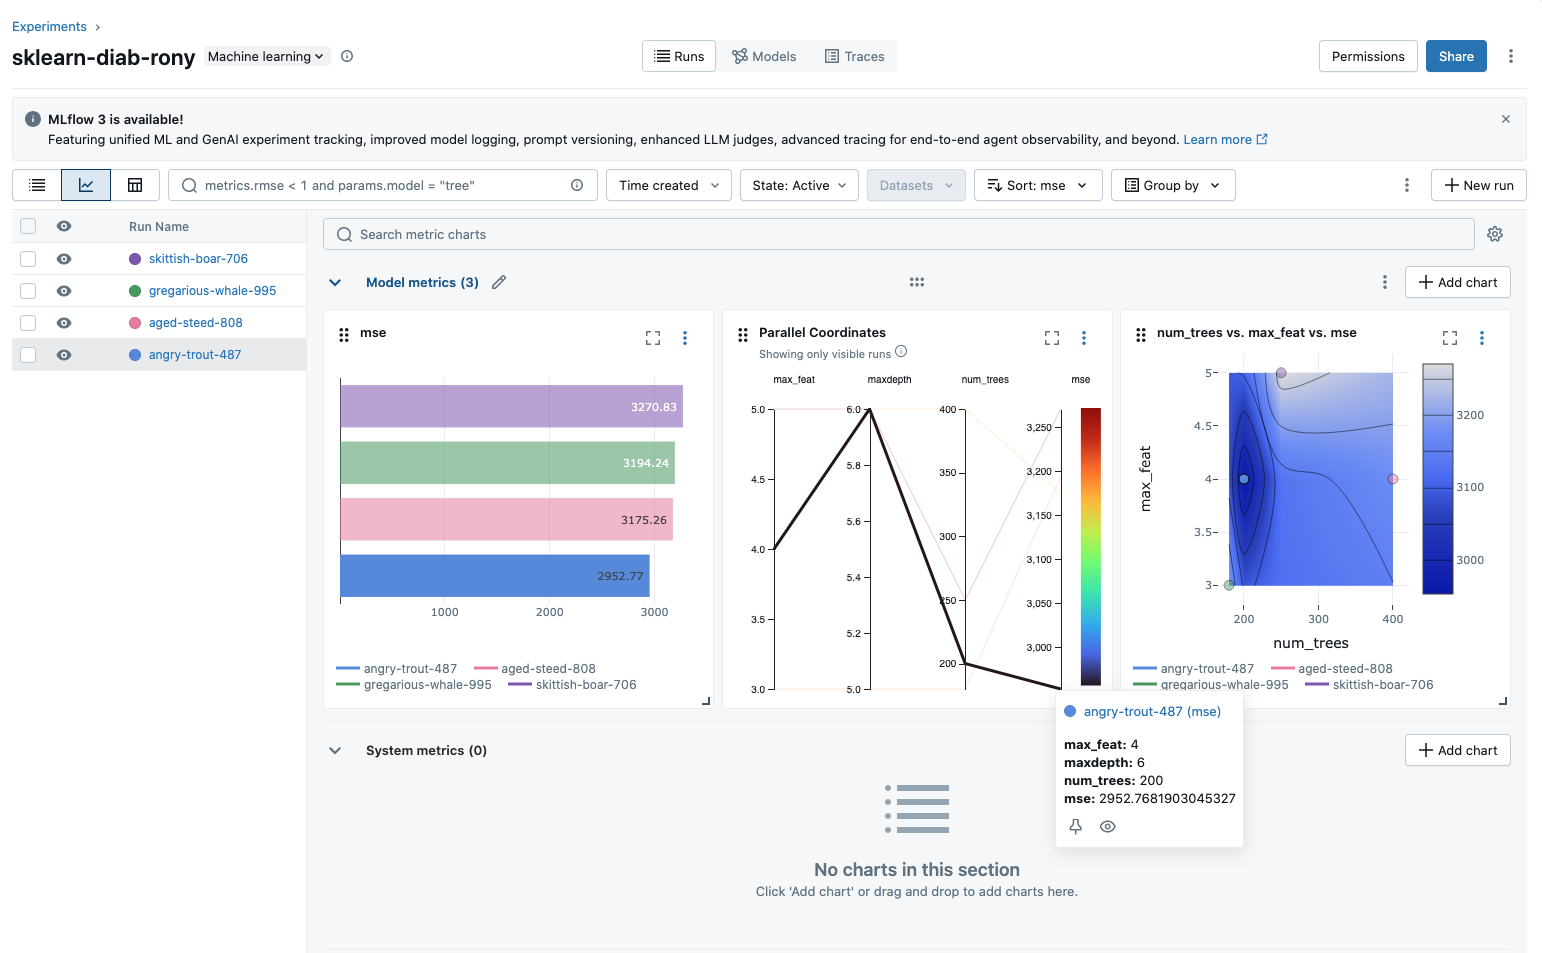 Experiments ›
sklearn-diab-rony Machine learning
Runs Models Traces
Permissions Share
MLflow 3 is available!
Featuring unified ML and GenAI experiment tracking, improved model logging, prompt versioning, enhanced LLM judges, advanced tracing for end-to-end agent observability, and beyond. Learn more
metrics.rmse < 1 and params.model = "tree"
Time created State: Active Datasets Sort: mse Group by
New run
Run Name
skittish-boar-706
gregarious-whale-995
aged-steed-808
angry-trout-487
Search metric charts
Model metrics (3)
Add chart
mse
3270.83
3194.24
3175.26
2952.77
1000 2000 3000
angry-trout-487 aged-steed-808
gregarious-whale-995 skittish-boar-706
Parallel Coordinates
Showing only visible runs
max_feat maxdepth num_trees mse
5.0
4.5
4.0
3.5
3.0
6.0
5.8
5.6
5.4
5.2
5.0
400
350
300
250
200
3,250
3,200
3,150
3,100
3,050
3,000
num_trees vs. max_feat vs. mse
5
4.5
4
3.5
3
max_feat
200 300 400
num_trees
3200
3100
3000
angry-trout-487 aged-steed-808
gregarious-whale-995 skittish-boar-706
angry-trout-487 (mse)
max_feat: 4
maxdepth: 6
num_trees: 200
mse: 2952.7681903045327
System metrics (0)
Add chart
No charts in this section
Click 'Add chart' or drag and drop to add charts here.